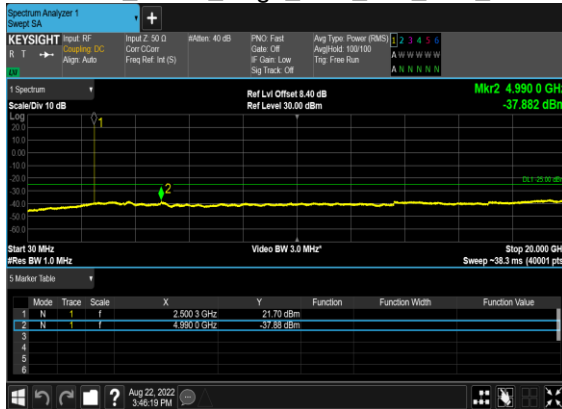 Spectrum Analyzer 1
Swept SA
+
KEYSIGHT Input: RF Input Z: 50 Ω #Atten: 40 dB PNO: Fast Avg Type: Power (RMS) 1 2 3 4 5 6
R T Coupling: DC Corr CCorr Gate: Off Avg|Hold: 100/100 A W W W W W
Align: Auto Freq Ref: Int (S) IF Gain: Low Trig: Free Run
Sig Track: Off A N N N N N
1 Spectrum Ref Lvl Offset 8.40 dB Mkr2 4.990 0 GHz
Scale/Div 10 dB Ref Level 30.00 dBm -37.882 dBm
Log
20.0
10.0
0.00
-10.0
-20.0
-30.0
-40.0
-50.0
-60.0
1
2
DL1 -25.00 dBm
Start 30 MHz Video BW 3.0 MHz* Stop 20.000 GHz
#Res BW 1.0 MHz Sweep ~38.3 ms (40001 pts)
5 Marker Table
Mode Trace Scale X Y Function Function Width Function Value
1 N 1 f 2.500 3 GHz 21.70 dBm
2 N 1 f 4.990 0 GHz -37.88 dBm
3
4
5
6
? Aug 22, 2022
3:46:19 PM